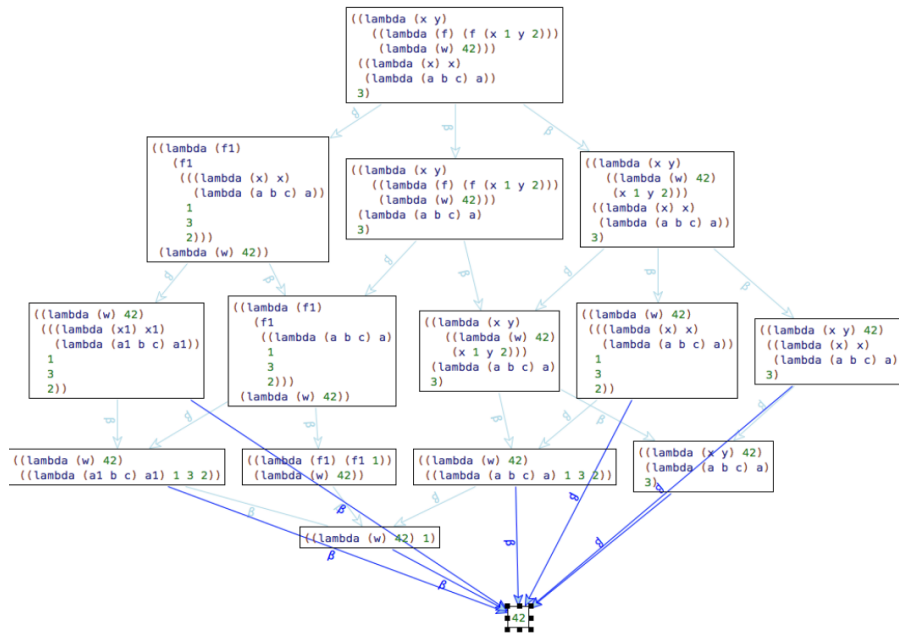 ((lambda (x y)
((lambda (f) (f (x 1 y 2)))
(lambda (w) 42)))
((lambda (x) x)
(lambda (a b c) a))
3)
β
β
β
((lambda (f1)
(f1
(((lambda (x) x)
(lambda (a b c) a))
1
3
2)))
(lambda (w) 42))
((lambda (x y)
((lambda (f) (f (x 1 y 2)))
(lambda (w) 42)))
(lambda (a b c) a)
3)
((lambda (x y)
((lambda (w) 42)
(x 1 y 2)))
((lambda (x) x)
(lambda (a b c) a))
3)
β
β
β
β
β
β
β
((lambda (w) 42)
(((lambda (x1) x1)
(lambda (a1 b c) a1))
1
3
2))
((lambda (f1)
(f1
((lambda (a b c) a)
1
3
2)))
(lambda (w) 42))
((lambda (x y)
((lambda (w) 42)
(x 1 y 2)))
(lambda (a b c) a)
3)
((lambda (w) 42)
(((lambda (x) x)
(lambda (a b c) a))
1
3
2))
((lambda (x y) 42)
((lambda (x) x)
(lambda (a b c) a))
3)
β
β
β
β
β
β
β
((lambda (w) 42)
((lambda (a1 b c) a1) 1 3 2))
((lambda (f1) (f1 1))
(lambda (w) 42))
((lambda (w) 42)
((lambda (a b c) a) 1 3 2))
((lambda (x y) 42)
(lambda (a b c) a)
3)
β
β
β
β
β
β
β
β
((lambda (w) 42) 1)
β
β
42